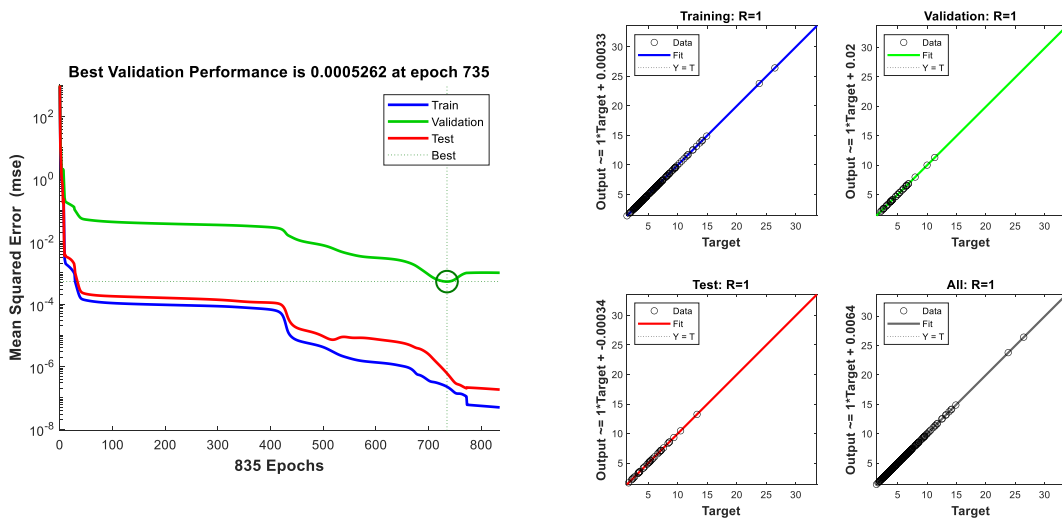 Best Validation Performance is 0.0005262 at epoch 735
Mean Squared Error (mse)
10^2
10^0
10^-2
10^-4
10^-6
10^-8
Train
Validation
Test
Best
0 100 200 300 400 500 600 700 800
835 Epochs
Training: R=1
Output ~= 1*Target + 0.00033
30
25
20
15
10
5
Data
Fit
Y = T
5 10 15 20 25 30
Target
Validation: R=1
Output ~= 1*Target + 0.02
30
25
20
15
10
5
Data
Fit
Y = T
5 10 15 20 25 30
Target
Test: R=1
Output ~= 1*Target + -0.00034
30
25
20
15
10
5
Data
Fit
Y = T
5 10 15 20 25 30
Target
All: R=1
Output ~= 1*Target + 0.0064
30
25
20
15
10
5
Data
Fit
Y = T
5 10 15 20 25 30
Target